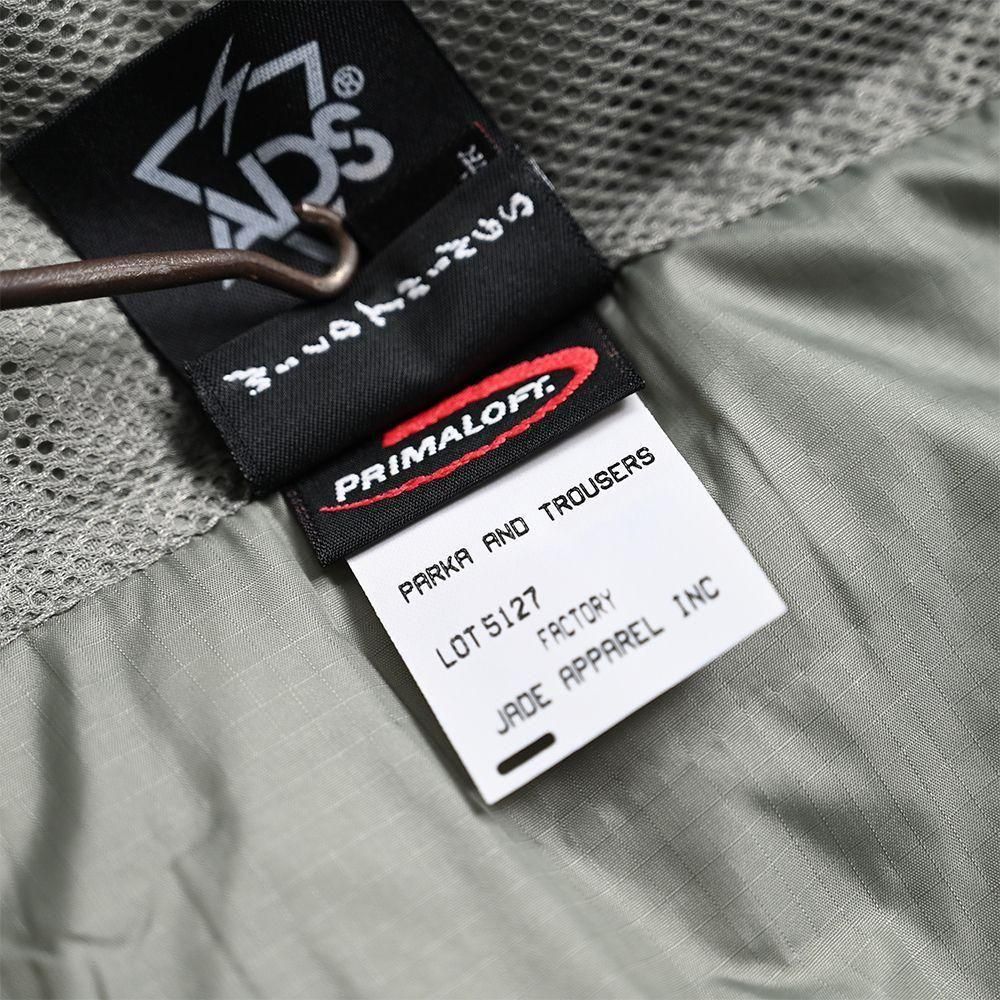 ADS®
PRIMALOFT®
PARKA AND TROUSERS
LOT 5127
FACTORY
JADE APPAREL INC